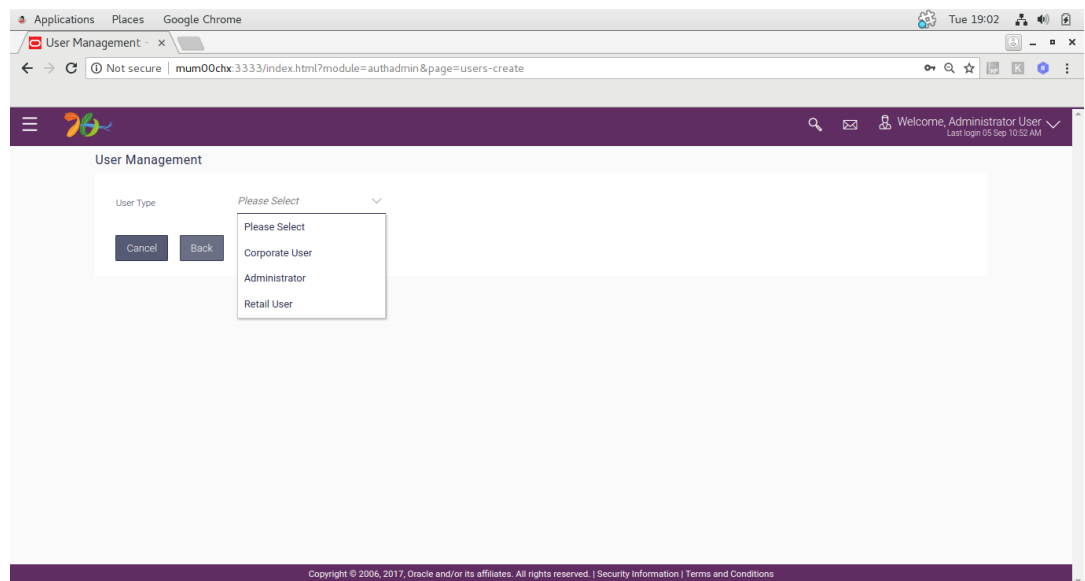 Applications Places Google Chrome Tue 19:02
User Management -
Not secure | mum00chx:3333/index.html?module=authadmin&page=users-create
Welcome, Administrator User
Last login 05 Sep 10:52 AM
User Management
User Type Please Select
Please Select
Cancel Back
Corporate User
Administrator
Retail User
Copyright © 2006, 2017, Oracle and/or its affiliates. All rights reserved. | Security Information | Terms and Conditions